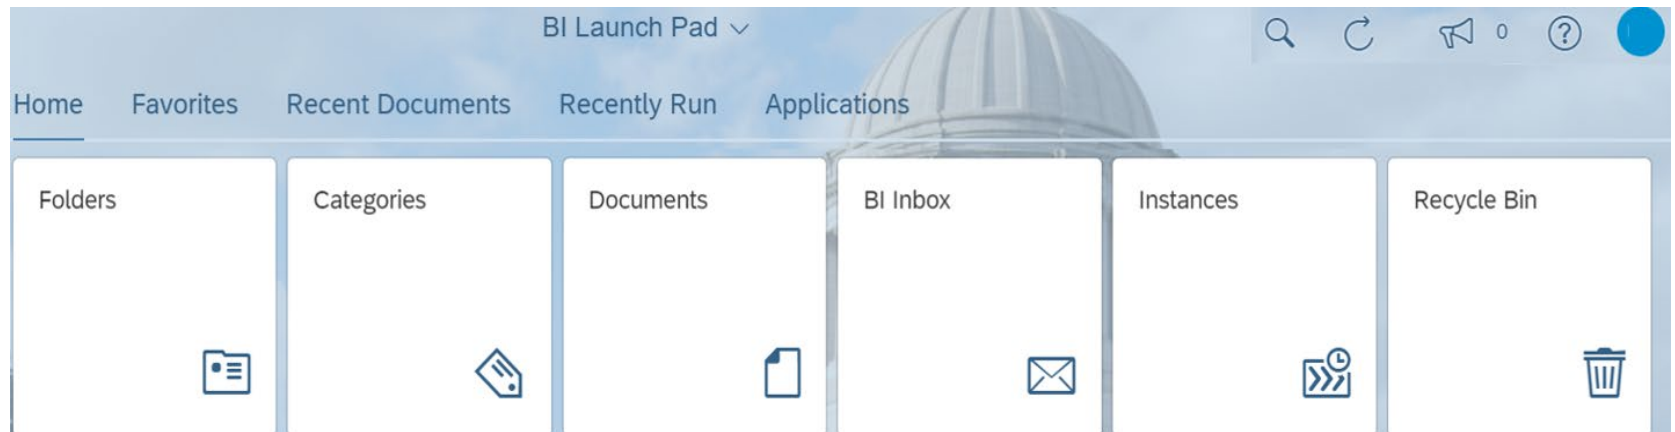 BI Launch Pad
0
Home Favorites Recent Documents Recently Run Applications
Folders Categories Documents BI Inbox Instances Recycle Bin